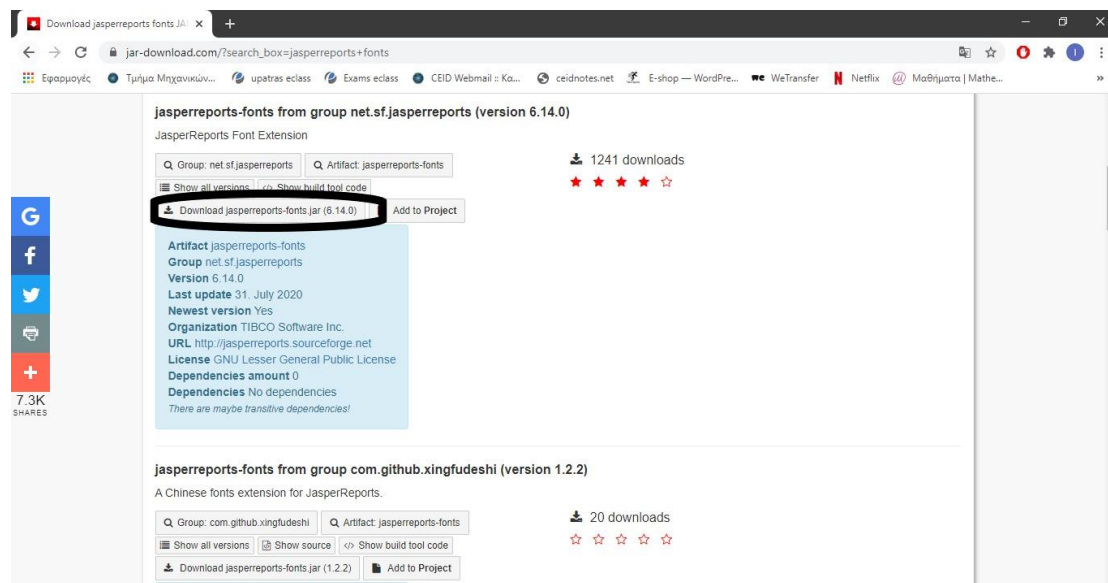 Download jasperreports fonts JA
jar-download.com/?search_box=jasperreports+fonts
Εφαρμογές Τμήμα Μηχανικών... upatras eclass Exams eclass CEID Webmail :: Κα... ceidnotes.net E-shop — WordPre... we WeTransfer N Netflix @ Μαθήματα | Mathe... »
jasperreports-fonts from group net.sf.jasperreports (version 6.14.0)
JasperReports Font Extension
Group: net.sf.jasperreports Artifact: jasperreports-fonts
1241 downloads
Show all versions </> Show build tool code
Download jasperreports-fonts.jar (6.14.0) Add to Project
Artifact jasperreports-fonts
Group net.sf.jasperreports
Version 6.14.0
Last update 31. July 2020
Newest version Yes
Organization TIBCO Software Inc.
URL http://jasperreports.sourceforge.net
License GNU Lesser General Public License
Dependencies amount 0
Dependencies No dependencies
There are maybe transitive dependencies!
G
f
+
7.3K
SHARES
jasperreports-fonts from group com.github.xingfudeshi (version 1.2.2)
A Chinese fonts extension for JasperReports.
Group: com.github.xingfudeshi Artifact: jasperreports-fonts
20 downloads
Show all versions Show source </> Show build tool code
Download jasperreports-fonts.jar (1.2.2) Add to Project